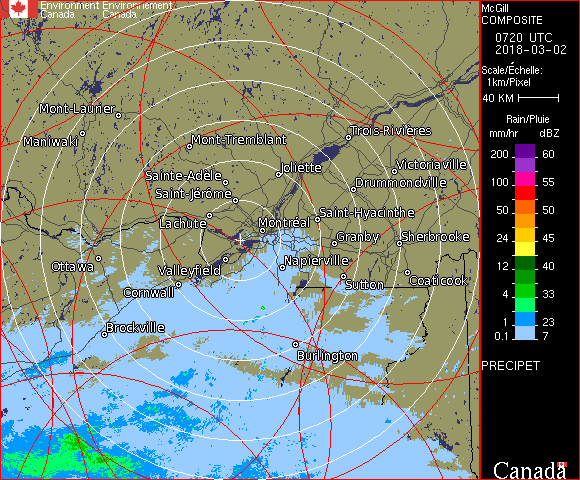 Environment Environnement
Canada Canada
McGill
COMPOSITE
0720 UTC
2018-03-02
Scale/Échelle:
1km/Pixel
40 KM
Rain/Pluie
mm/hr dBZ
200 60
100 55
50 50
24 45
12 40
4 33
1 23
0.1 7
PRECIPET
Canada
Mont-Laurier
Maniwaki
Mont-Tremblant
Trois-Rivières
Joliette
Victoriaville
Sainte-Adèle
Drummondville
Saint-Jérôme
Lachute
Saint-Hyacinthe
Montréal
Granby
Sherbrooke
Ottawa
Valleyfield
Napierville
Cornwall
Sutton
Coaticook
Brockville
Burlington